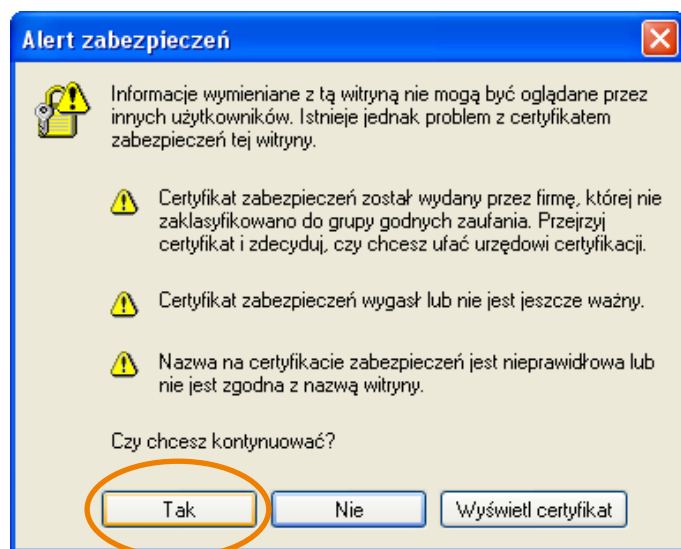 Alert zabezpieczeń
Informacje wymieniane z tą witryną nie mogą być oglądane przez
innych użytkowników. Istnieje jednak problem z certyfikatem
zabezpieczeń tej witryny.
Certyfikat zabezpieczeń został wydany przez firmę, której nie
zaklasyfikowano do grupy godnych zaufania. Przejrzyj
certyfikat i zdecyduj, czy chcesz ufać urzędowi certyfikacji.
Certyfikat zabezpieczeń wygasł lub nie jest jeszcze ważny.
Nazwa na certyfikacie zabezpieczeń jest nieprawidłowa lub
nie jest zgodna z nazwą witryny.
Czy chcesz kontynuować?
Tak Nie Wyświetl certyfikat